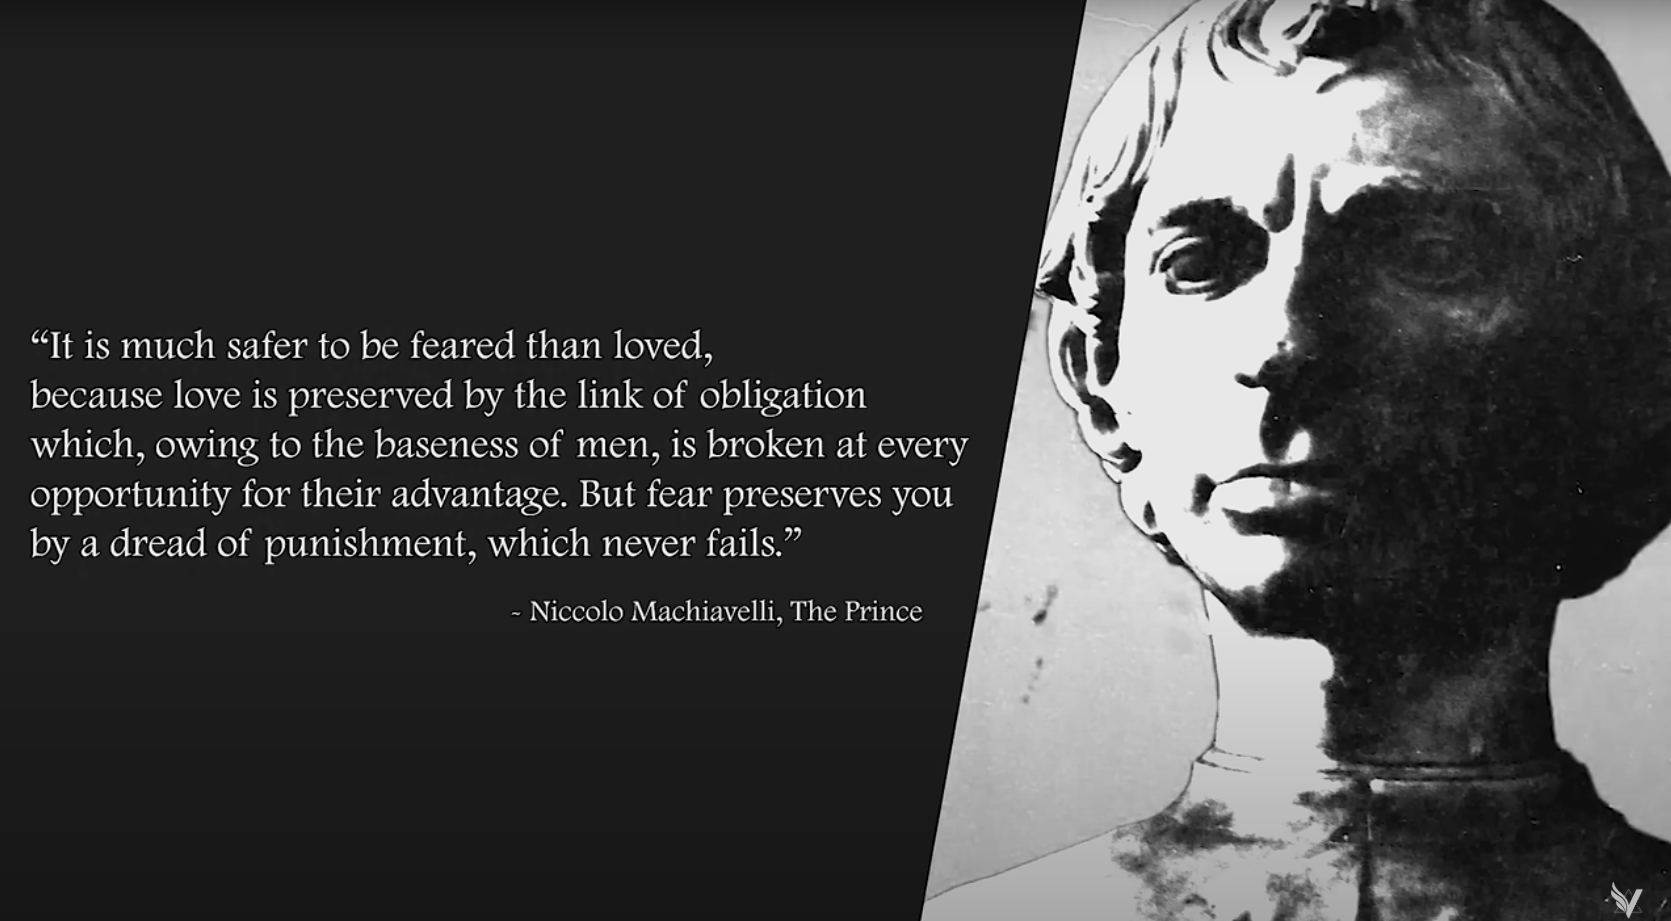 “It is much safer to be feared than loved,
because love is preserved by the link of obligation
which, owing to the baseness of men, is broken at every
opportunity for their advantage. But fear preserves you
by a dread of punishment, which never fails.”
~ Niccolo Machiavelli, The Prince